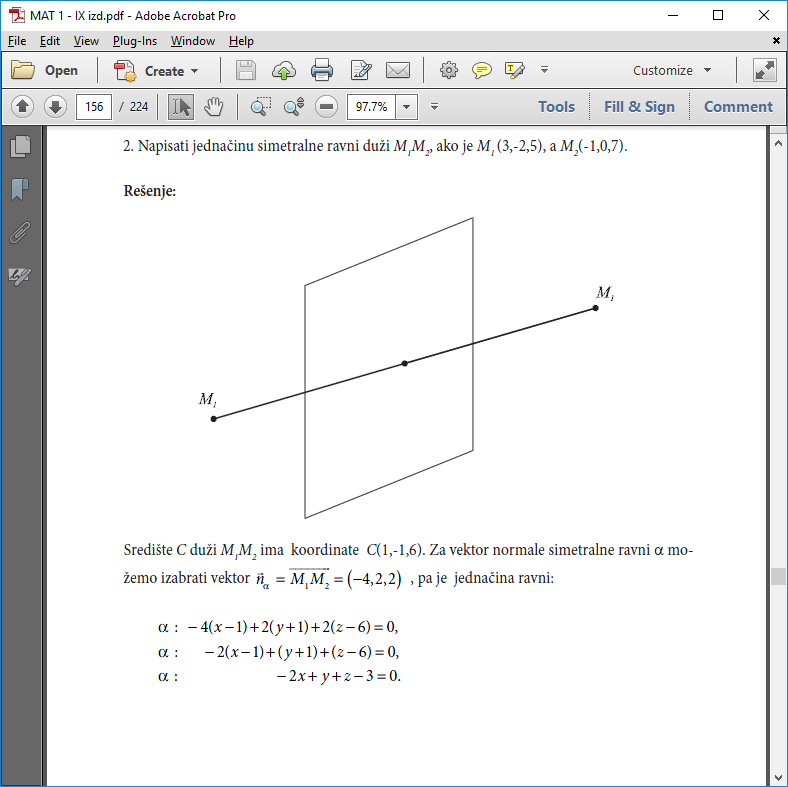 MAT 1 - IX izd.pdf - Adobe Acrobat Pro
File Edit View Plug-Ins Window Help
Open Create Customize
156 / 224 97.7% Tools Fill & Sign Comment
2. Napisati jednačinu simetralne ravni duži M₁M₂, ako je M₁ (3,-2,5), a M₂(-1,0,7).
Rešenje:
M₁
M₁
Središte C duži M₁M₂ ima koordinate C(1,-1,6). Za vektor normale simetralne ravni α mo-
žemo izabrati vektor n⃗α = M₁M₂ = (−4,2,2) , pa je jednačina ravni:
α : − 4(x −1)+2(y +1)+2(z −6) = 0,
α : − 2(x −1)+(y +1)+(z −6) = 0,
α : − 2x + y + z − 3 = 0.